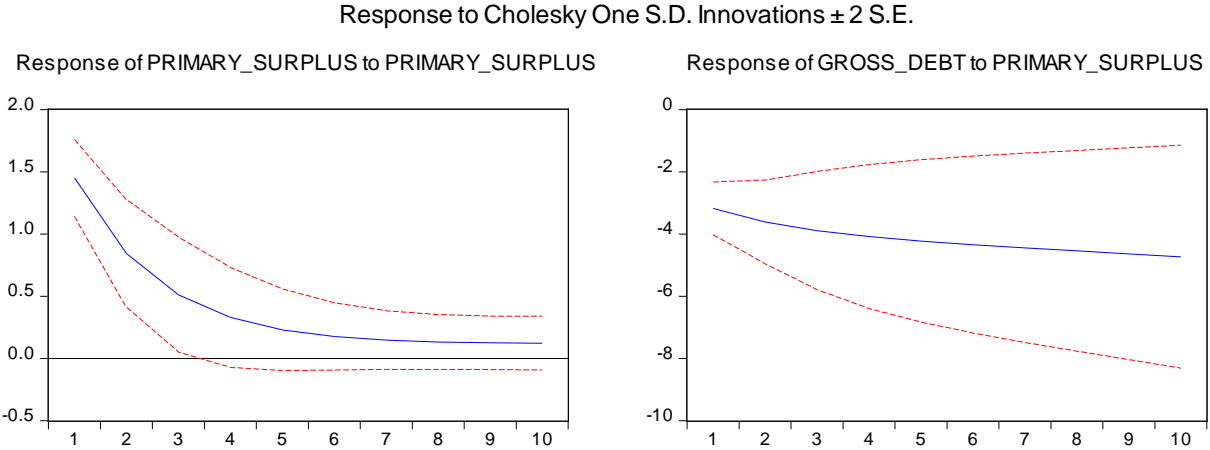 Response to Cholesky One S.D. Innovations ± 2 S.E.
Response of PRIMARY_SURPLUS to PRIMARY_SURPLUS
2.0
1.5
1.0
0.5
0.0
-0.5
1 2 3 4 5 6 7 8 9 10
Response of GROSS_DEBT to PRIMARY_SURPLUS
0
-2
-4
-6
-8
-10
1 2 3 4 5 6 7 8 9 10